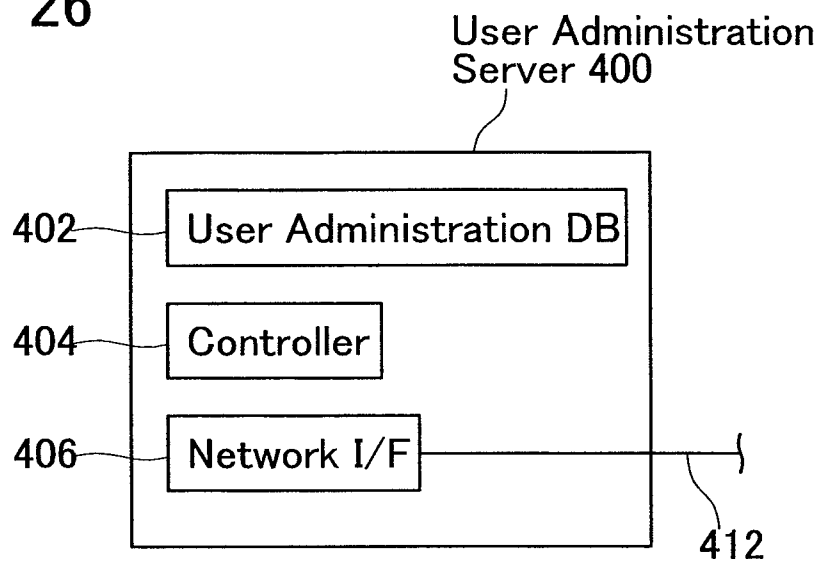 26
User Administration
Server 400
402
User Administration DB
404
Controller
406
Network I/F
412